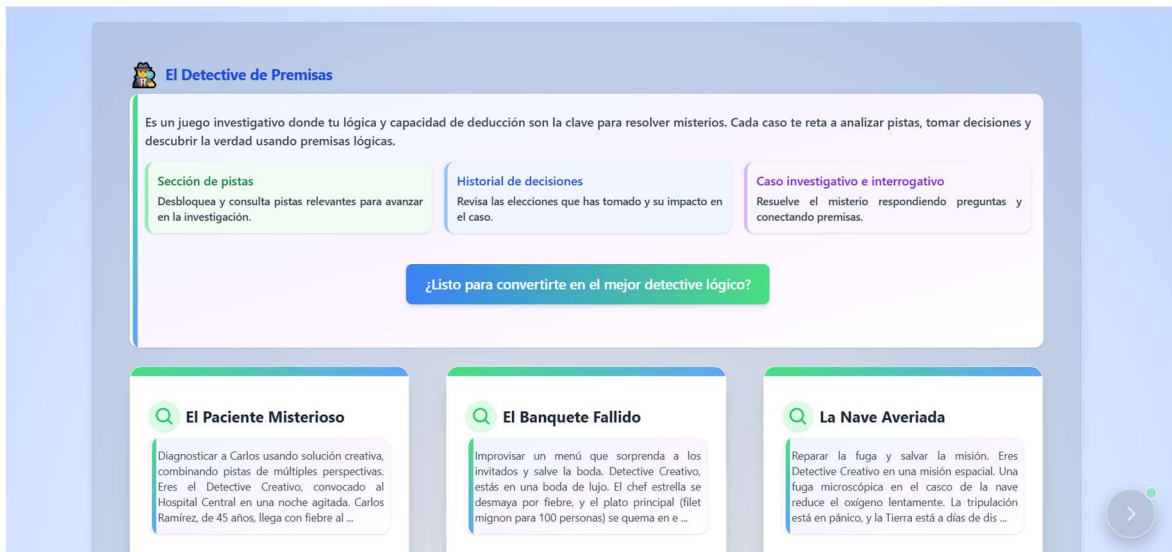 El Detective de Premisas
Es un juego investigativo donde tu lógica y capacidad de deducción son la clave para resolver misterios. Cada caso te reta a analizar pistas, tomar decisiones y
descubrir la verdad usando premisas lógicas.
Sección de pistas
Desbloquea y consulta pistas relevantes para avanzar
en la investigación.
Historial de decisiones
Revisa las elecciones que has tomado y su impacto en
el caso.
Caso investigativo e interrogativo
Resuelve el misterio respondiendo preguntas y
conectando premisas.
¿Listo para convertirte en el mejor detective lógico?
El Paciente Misterioso
Diagnosticar a Carlos usando solución creativa,
combinando pistas de múltiples perspectivas.
Eres el Detective Creativo, convocado al
Hospital Central en una noche agitada. Carlos
Ramírez, de 45 años, llega con fiebre al ...
El Banquete Fallido
Improvisar un menú que sorprenda a los
invitados y salve la boda. Detective Creativo,
estás en una boda de lujo. El chef estrella se
desmaya por fiebre, y el plato principal (filet
mignon para 100 personas) se quema en e ...
La Nave Averiada
Reparar la fuga y salvar la misión. Eres
Detective Creativo en una misión espacial. Una
fuga microscópica en el casco de la nave
reduce el oxígeno lentamente. La tripulación
está en pánico, y la Tierra está a días de dis ...